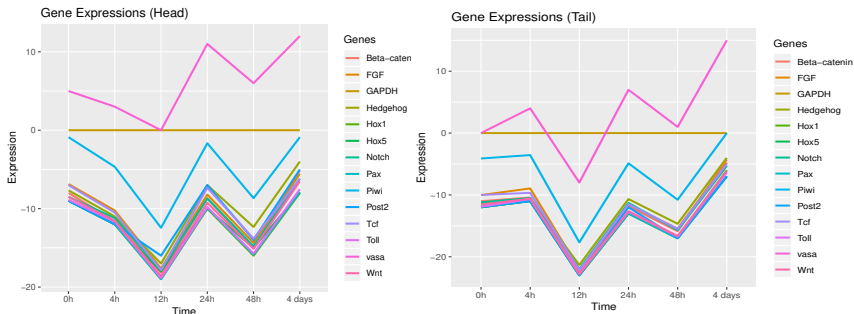 Gene Expressions (Head)
Expression
10
0
−10
−20
0h 4h 12h 24h 48h 4 days
Time
Genes
Beta−caten
FGF
GAPDH
Hedgehog
Hox1
Hox5
Notch
Pax
Piwi
Post2
Tcf
Toll
vasa
Wnt
Gene Expressions (Tail)
Expression
10
0
−10
−20
0h 4h 12h 24h 48h 4 days
Time
Genes
Beta−catenin
FGF
GAPDH
Hedgehog
Hox1
Hox5
Notch
Pax
Piwi
Post2
Tcf
Toll
vasa
Wnt